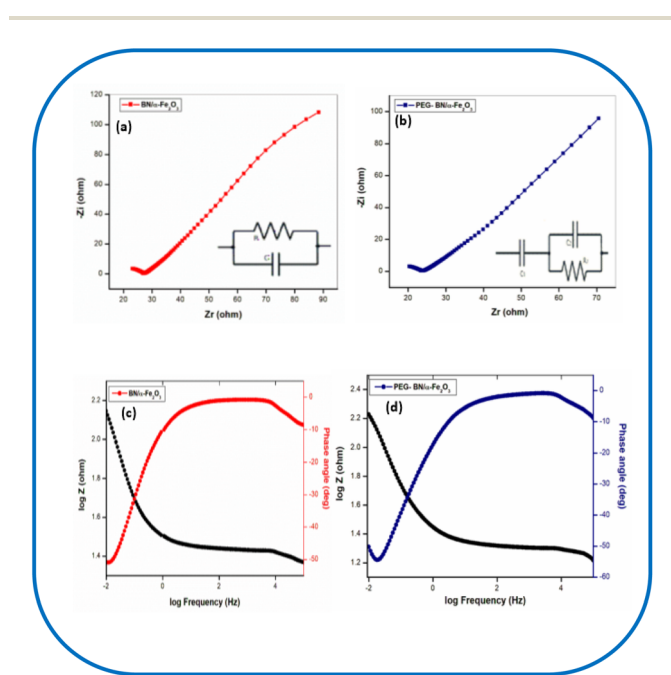 BN/α-Fe2O3
(a)
120
100
80
60
40
20
0
-Zi (ohm)
20 30 40 50 60 70 80 90
Zr (ohm)
PEG- BN/α-Fe2O3
(b)
100
80
60
40
20
0
-Zi (ohm)
20 30 40 50 60 70
Zr (ohm)
BN/α-Fe2O3
(c)
2.2
2.0
1.8
1.6
1.4
log Z (ohm)
0
-10
-20
-30
-40
-50
Phase angle (deg)
-2 0 2 4
log Frequency (Hz)
PEG- BN/α-Fe2O3
(d)
2.4
2.2
2.0
1.8
1.6
1.4
1.2
log Z (ohm)
0
-10
-20
-30
-40
-50
-60
Phase angle (deg)
-2 0 2 4
log Frequency (Hz)